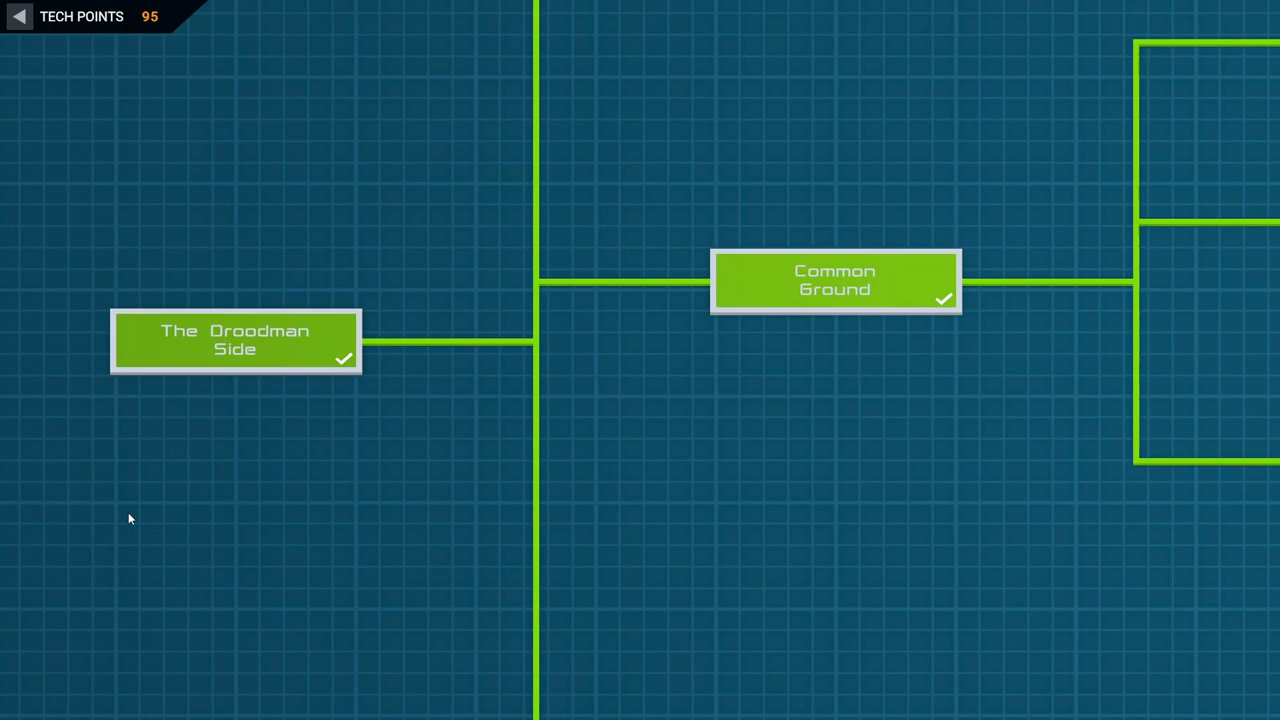 TECH POINTS 95
Common
Ground
The Droodman
Side